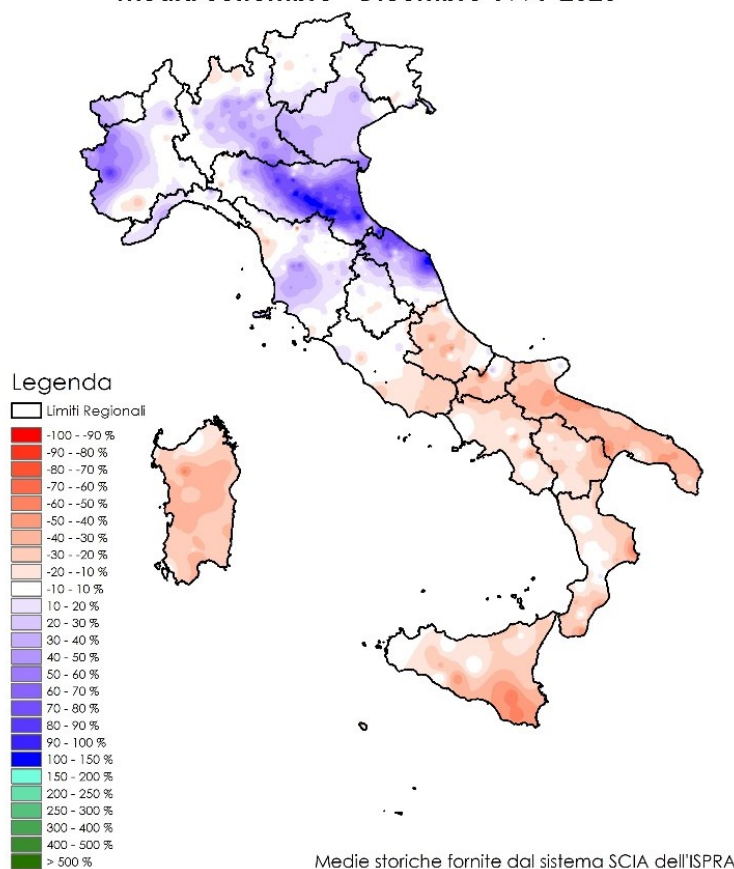 Legenda
Limiti Regionali
-100 - -90 %
-90 - -80 %
-80 - -70 %
-70 - -60 %
-60 - -50 %
-50 - -40 %
-40 - -30 %
-30 - -20 %
-20 - -10 %
-10 - 10 %
10 - 20 %
20 - 30 %
30 - 40 %
40 - 50 %
50 - 60 %
60 - 70 %
70 - 80 %
80 - 90 %
90 - 100 %
100 - 150 %
150 - 200 %
200 - 250 %
250 - 300 %
300 - 400 %
400 - 500 %
> 500 %
Medie storiche fornite dal sistema SCIA dell'ISPRA